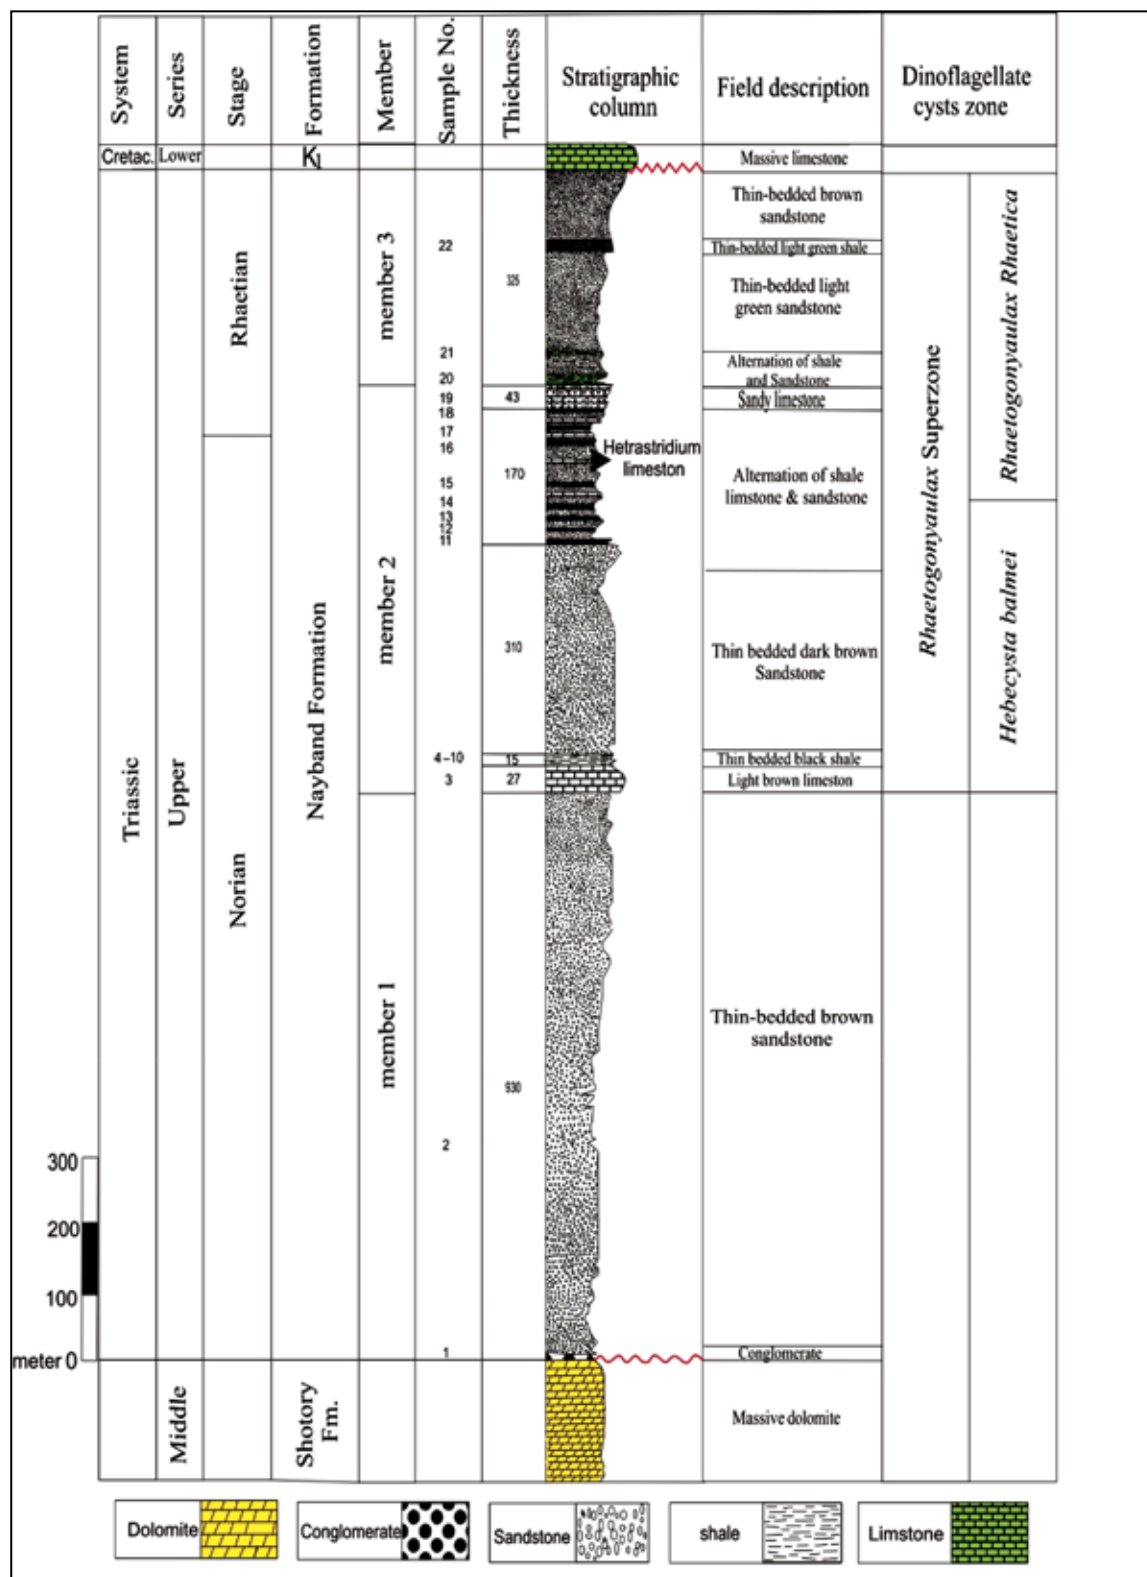 System
Series
Stage
Formation
Member
Sample No.
Thickness
Stratigraphic
column
Field description
Dinoflagellate
cysts zone
Cretac.
Lower
K1
Massive limestone
Triassic
Upper
Middle
Rhaetian
Norian
Nayband Formation
Shotory
Fm.
member 3
member 2
member 1
22
21
20
19
18
17
16
15
14
13
12
11
4-10
3
2
1
325
43
170
310
15
27
930
Hetrastridium
limeston
Thin-bedded brown
sandstone
Thin-bedded light green shale
Thin-bedded light
green sandstone
Alternation of shale
and Sandstone
Sandy limestone
Alternation of shale
limstone & sandstone
Thin bedded dark brown
Sandstone
Thin bedded black shale
Light brown limeston
Thin-bedded brown
sandstone
Conglomerate
Massive dolomite
Rhaetogonyaulax Superzone
Rhaetogonyaulax Rhaetica
Hebecysta balmei
300
200
100
meter 0
Dolomite
Conglomerate
Sandstone
shale
Limstone